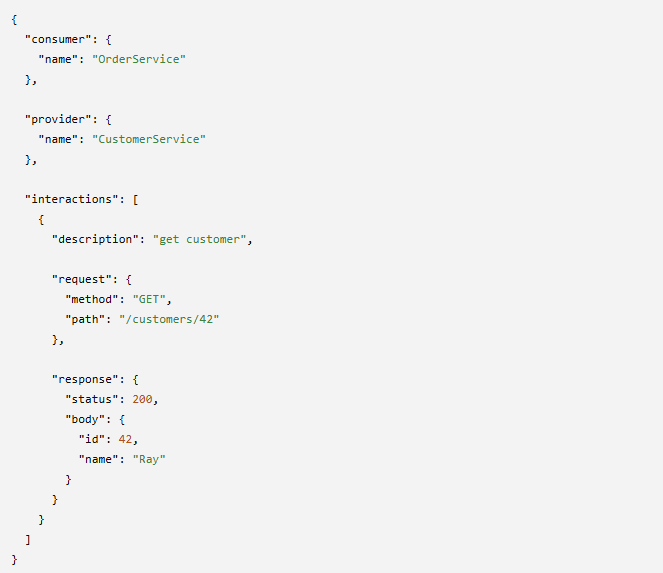 {
  "consumer": {
    "name": "OrderService"
  },

  "provider": {
    "name": "CustomerService"
  },

  "interactions": [
    {
      "description": "get customer",

      "request": {
        "method": "GET",
        "path": "/customers/42"
      },

      "response": {
        "status": 200,
        "body": {
          "id": 42,
          "name": "Ray"
        }
      }
    }
  ]
}